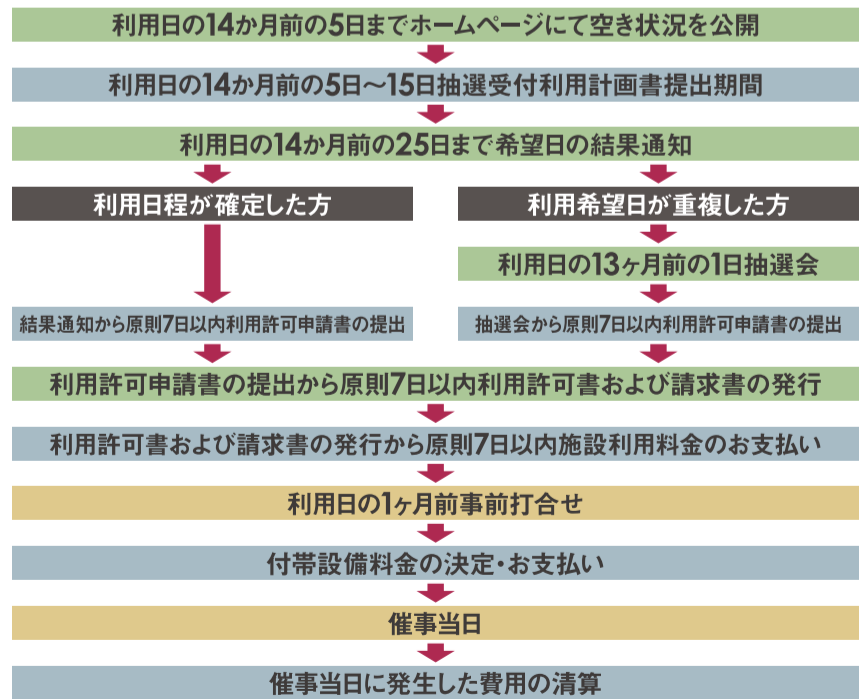 利用日の14か月前の5日までホームページにて空き状況を公開
利用日の14か月前の5日～15日抽選受付利用計画書提出期間
利用日の14か月前の25日まで希望日の結果通知
利用日程が確定した方
利用希望日が重複した方
利用日の13ヶ月前の1日抽選会
結果通知から原則7日以内利用許可申請書の提出
抽選会から原則7日以内利用許可申請書の提出
利用許可申請書の提出から原則7日以内利用許可書および請求書の発行
利用許可書および請求書の発行から原則7日以内施設利用料金のお支払い
利用日の1ヶ月前事前打合せ
付帯設備料金の決定・お支払い
催事当日
催事当日に発生した費用の清算